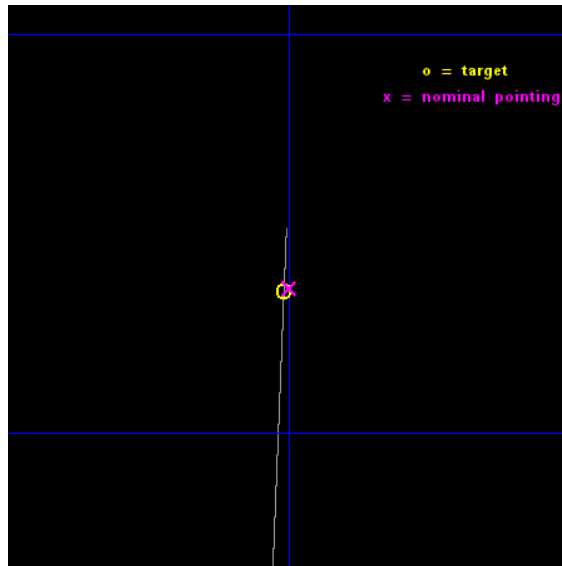 o = target
x = nominal pointing